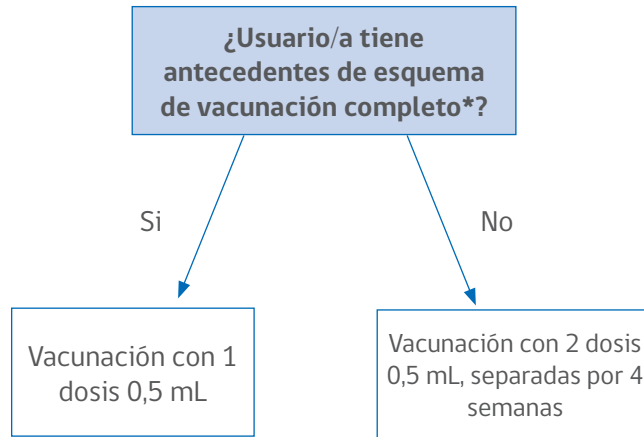 ¿Usuario/a tiene
antecedentes de esquema
de vacunación completo*?
Si
No
Vacunación con 1
dosis 0,5 mL
Vacunación con 2 dosis
0,5 mL, separadas por 4
semanas